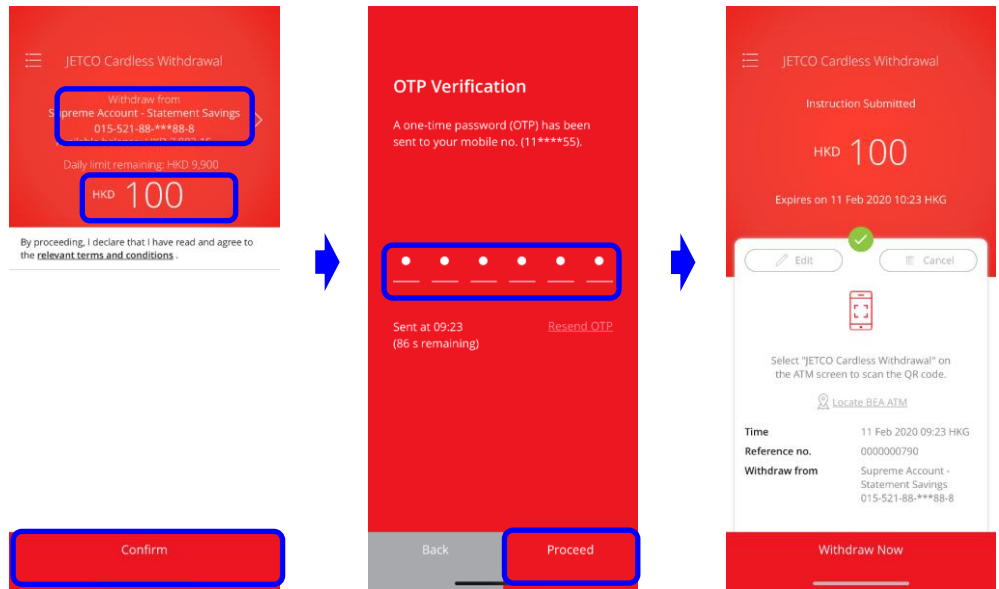 JETCO Cardless Withdrawal
Withdraw from
Supreme Account - Statement Savings
015-521-88-***88-8
Daily limit remaining: HKD 9,900
HKD 100
By proceeding, I declare that I have read and agree to
the relevant terms and conditions .
Confirm
OTP Verification
A one-time password (OTP) has been
sent to your mobile no. (11****55).
Sent at 09:23
Resend OTP
(86 s remaining)
Back
Proceed
JETCO Cardless Withdrawal
Instruction Submitted
HKD 100
Expires on 11 Feb 2020 10:23 HKG
Edit
Cancel
Select "JETCO Cardless Withdrawal" on
the ATM screen to scan the QR code.
Locate BEA ATM
Time 11 Feb 2020 09:23 HKG
Reference no. 0000000790
Withdraw from Supreme Account -
Statement Savings
015-521-88-***88-8
Withdraw Now